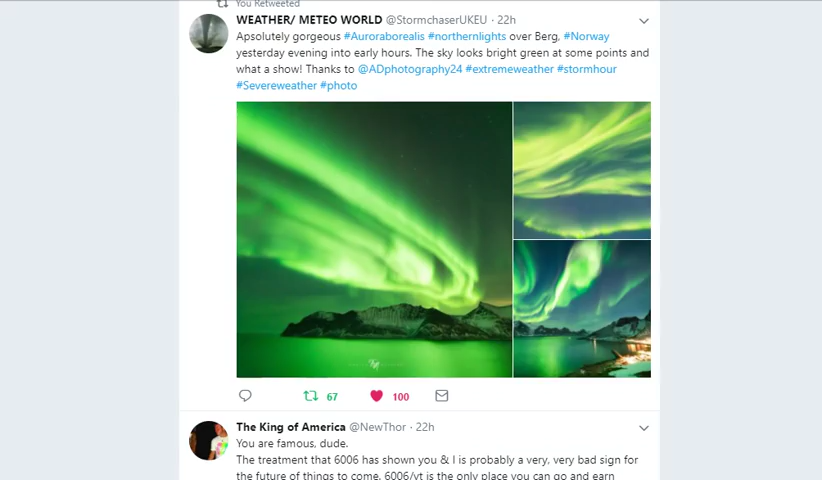 You Retweeted
WEATHER/ METEO WORLD @StormchaserUKEU · 22h
Apsolutely gorgeous #Auroraborealis #northernlights over Berg, #Norway
yesterday evening into early hours. The sky looks bright green at some points and
what a show! Thanks to @ADphotography24 #extremeweather #stormhour
#Severeweather #photo
67 100
The King of America @NewThor · 22h
You are famous, dude.
The treatment that 6006 has shown you & I is probably a very, very bad sign for
the future of things to come. 6006/yt is the only place you can go and earn